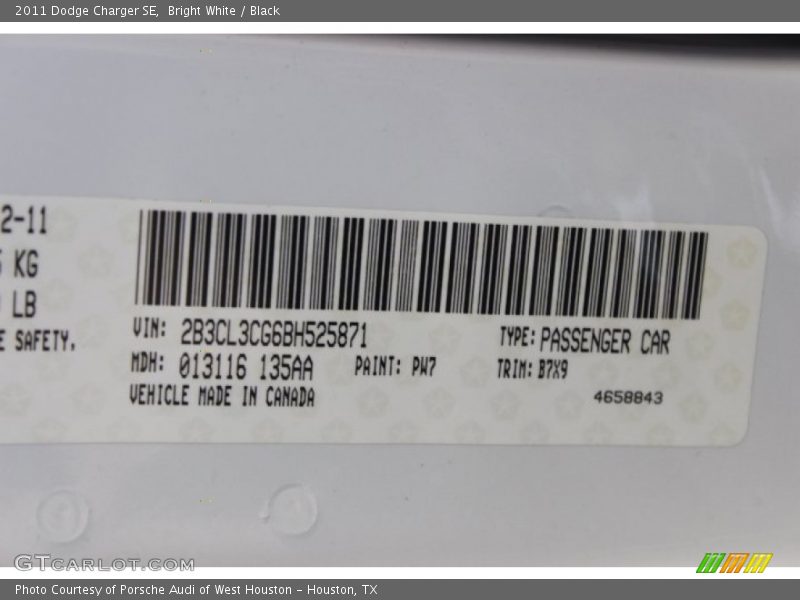 2011 Dodge Charger SE, Bright White / Black
2-11
KG
LB
SAFETY.
VIN: 2B3CL3CG6BH525871
TYPE: PASSENGER CAR
MDH: 013116 135AA
PAINT: PW7
TRIM: B7X9
VEHICLE MADE IN CANADA
4658843
GTCARLOT.COM
Photo Courtesy of Porsche Audi of West Houston – Houston, TX